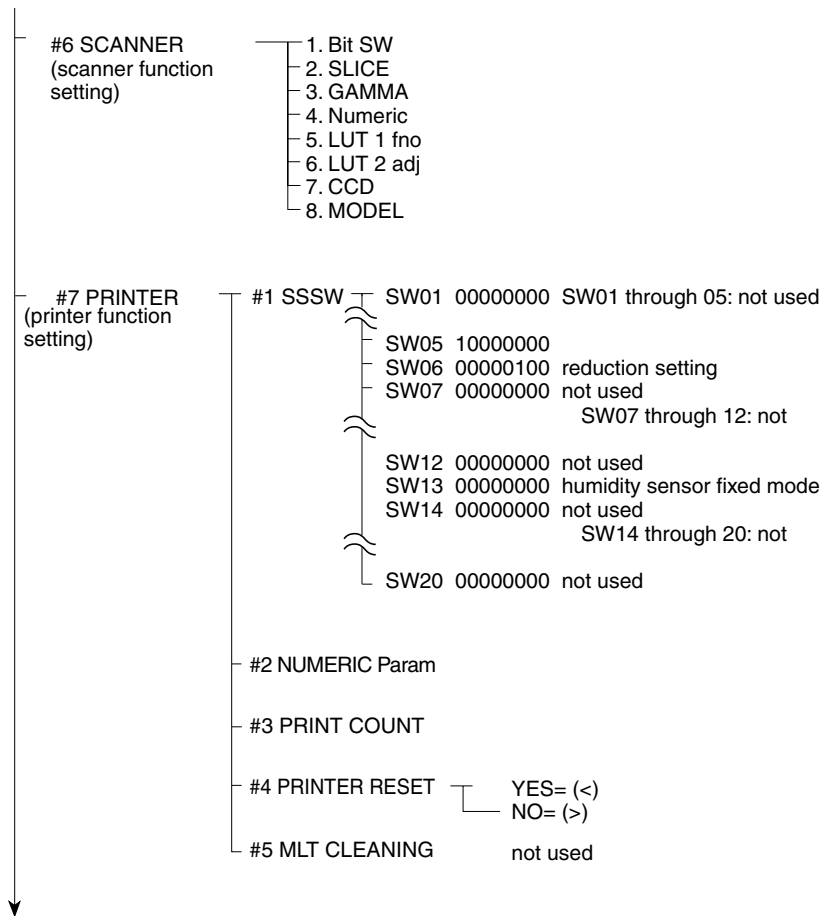 #6 SCANNER
(scanner function
setting)
1. Bit SW
2. SLICE
3. GAMMA
4. Numeric
5. LUT 1 fno
6. LUT 2 adj
7. CCD
8. MODEL
#7 PRINTER
(printer function
setting)
#1 SSSW
SW01 00000000 SW01 through 05: not used
SW05 10000000
SW06 00000100 reduction setting
SW07 00000000 not used
SW07 through 12: not
SW12 00000000 not used
SW13 00000000 humidity sensor fixed mode
SW14 00000000 not used
SW14 through 20: not
SW20 00000000 not used
#2 NUMERIC Param
#3 PRINT COUNT
#4 PRINTER RESET
YES= (<)
NO= (>)
#5 MLT CLEANING not used